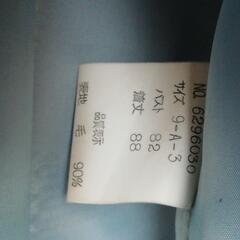 NO. 6296030
サイズ 9-A-3
バスト 82
着丈 88
品質表示
表地 毛 90%